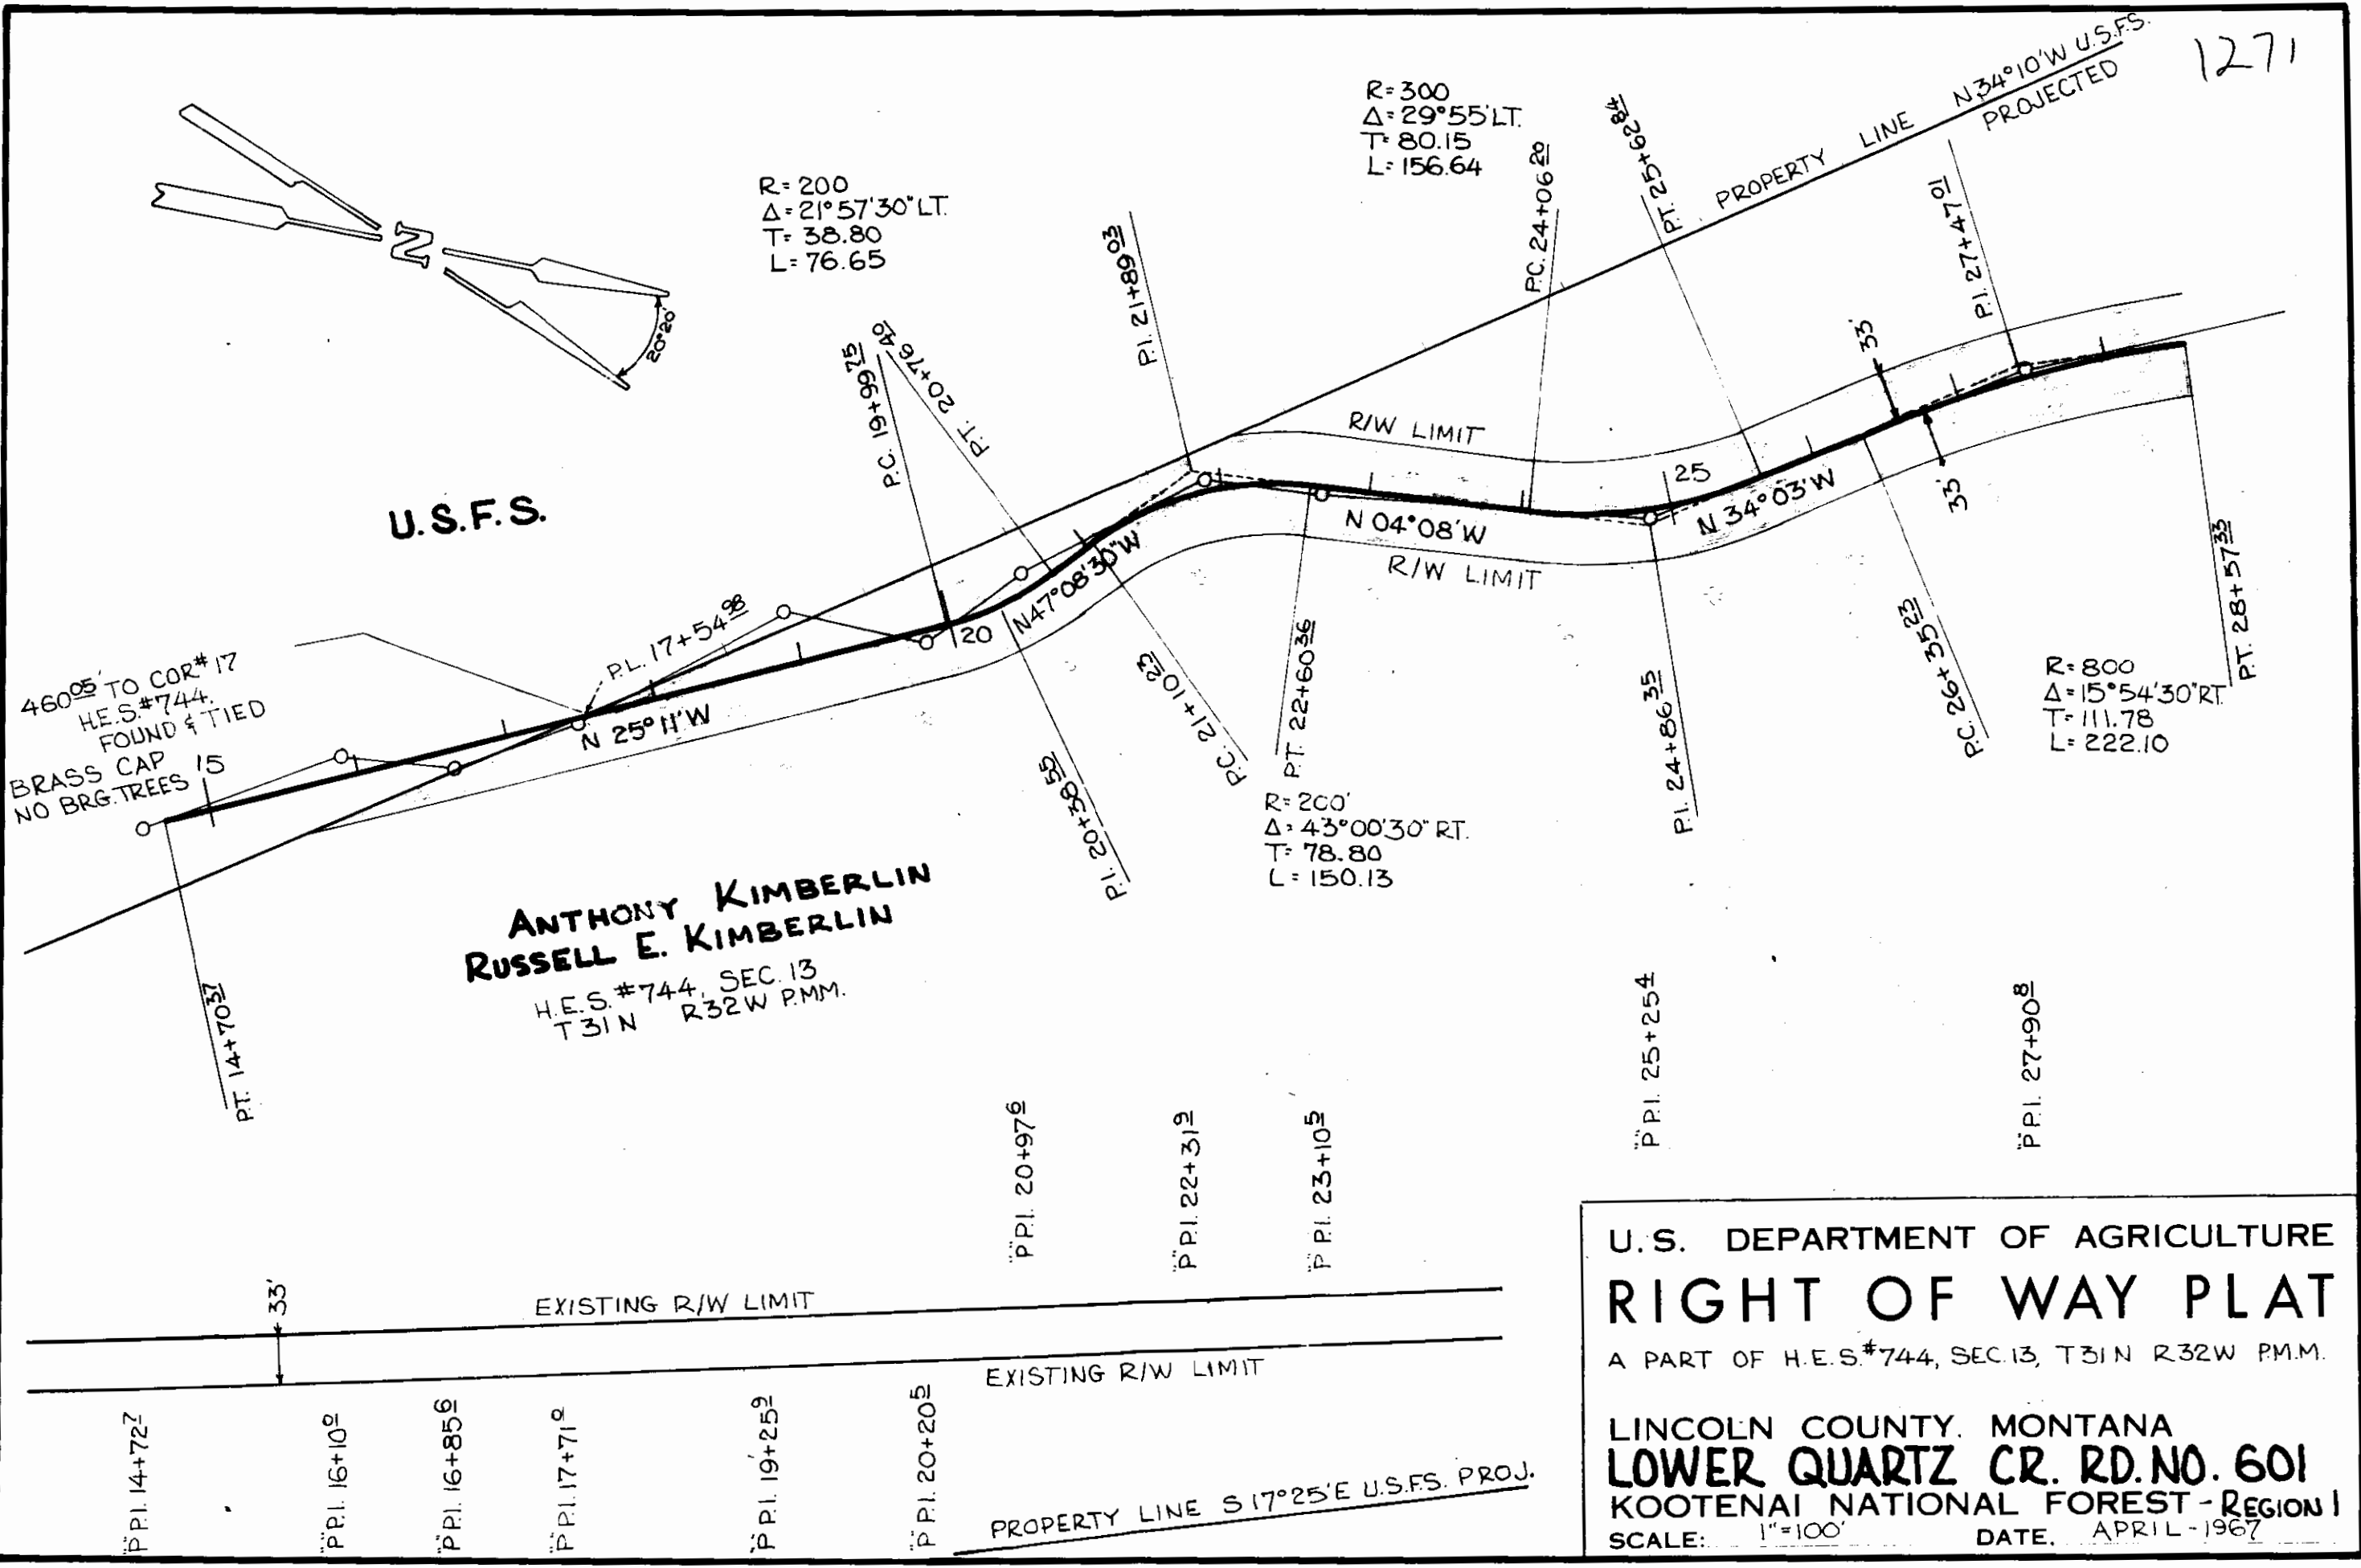 1271
N 34°10'W U.S.F.S.
PROPERTY LINE PROJECTED
R= 300
Δ= 29°55' LT.
T= 80.15
L= 156.64
R= 200
Δ= 21°57'30" LT.
T= 38.80
L= 76.65
N
20°20'
P.C. 19+99 75
P.T. 20+76 40
P.I. 21+89 03
P.C. 24+06 20
P.T. 25+62 84
P.I. 27+47 01
33'
33'
R/W LIMIT
25
N 04°08'W
N 34°03'W
R/W LIMIT
U.S.F.S.
P.L. 17+54 98
20
N47°08'30"W
N 25°11'W
460 05' TO COR #17
H.E.S. #744.
FOUND & TIED
BRASS CAP
NO BRG. TREES
15
P.T. 14+70 37
P.I. 20+38 55
P.C. 21+10 23
P.T. 22+60 36
P.I. 24+86 35
P.C. 26+35 23
P.T. 28+57 33
R= 800
Δ= 15°54'30" RT.
T= 111.78
L= 222.10
R= 200'
Δ= 43°00'30" RT.
T= 78.80
L= 150.13
ANTHONY KIMBERLIN
RUSSELL E. KIMBERLIN
H.E.S. #744, SEC. 13
T31N R32W P.M.M.
"P" P.I. 20+97 6
"P" P.I. 22+31 9
"P" P.I. 23+10 5
"P" P.I. 25+25 4
"P" P.I. 27+90 8
33'
EXISTING R/W LIMIT
EXISTING R/W LIMIT
"P" P.I. 14+72 7
"P" P.I. 16+10 0
"P" P.I. 16+85 6
"P" P.I. 17+71 0
"P" P.I. 19+25 9
"P" P.I. 20+20 5
PROPERTY LINE S 17°25'E U.S.F.S. PROJ.
U.S. DEPARTMENT OF AGRICULTURE
RIGHT OF WAY PLAT
A PART OF H.E.S. #744, SEC. 13, T31N R32W P.M.M.
LINCOLN COUNTY. MONTANA
LOWER QUARTZ CR. RD. NO. 601
KOOTENAI NATIONAL FOREST - REGION 1
SCALE: 1"=100' DATE. APRIL - 1967